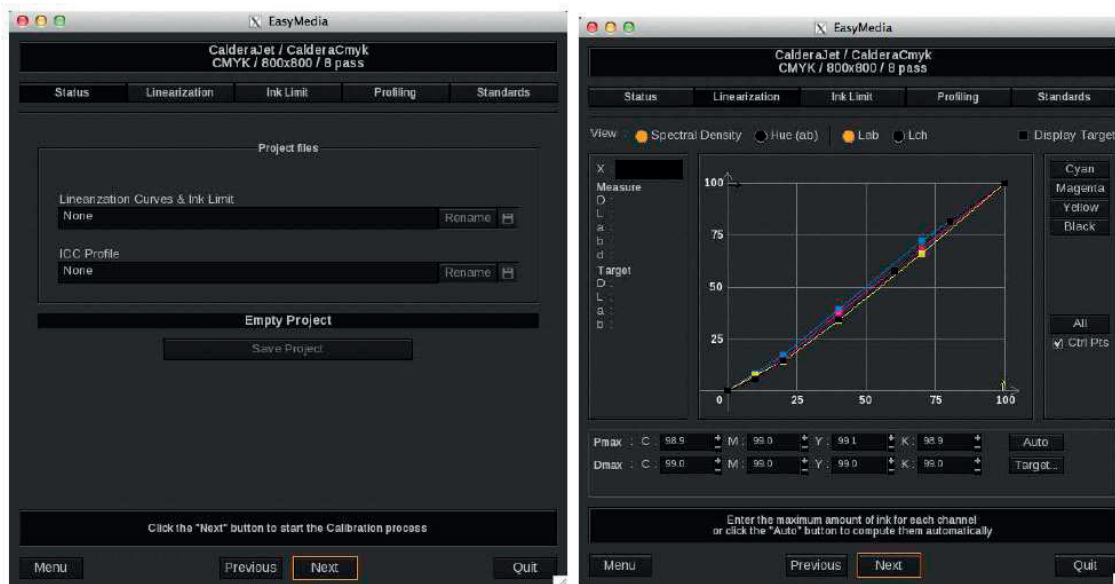 EasyMedia
CalderaJet / CalderaCmyk
CMYK / 800x800 / 8 pass
Status Linearization Ink Limit Profiling Standards
Project files
Linearization Curves & Ink Limit
None Rename
ICC Profile
None Rename
Empty Project
Save Project
Click the "Next" button to start the Calibration process
Menu Previous Next Quit
EasyMedia
CalderaJet / CalderaCmyk
CMYK / 800x800 / 8 pass
Status Linearization Ink Limit Profiling Standards
View : Spectral Density Hue (ab) Lab Lch Display Target
X :
Measure
D :
L :
a :
b :
d :
Target
D :
L :
a :
b :
100
75
50
25
0 25 50 75 100
Cyan
Magenta
Yellow
Black
All
Ctrl Pts
Pmax : C : 98.9 M : 99.0 Y : 99.1 K : 98.9 Auto
Dmax : C : 99.0 M : 99.0 Y : 99.0 K : 99.0 Target...
Enter the maximum amount of ink for each channel
or click the "Auto" button to compute them automatically
Menu Previous Next Quit